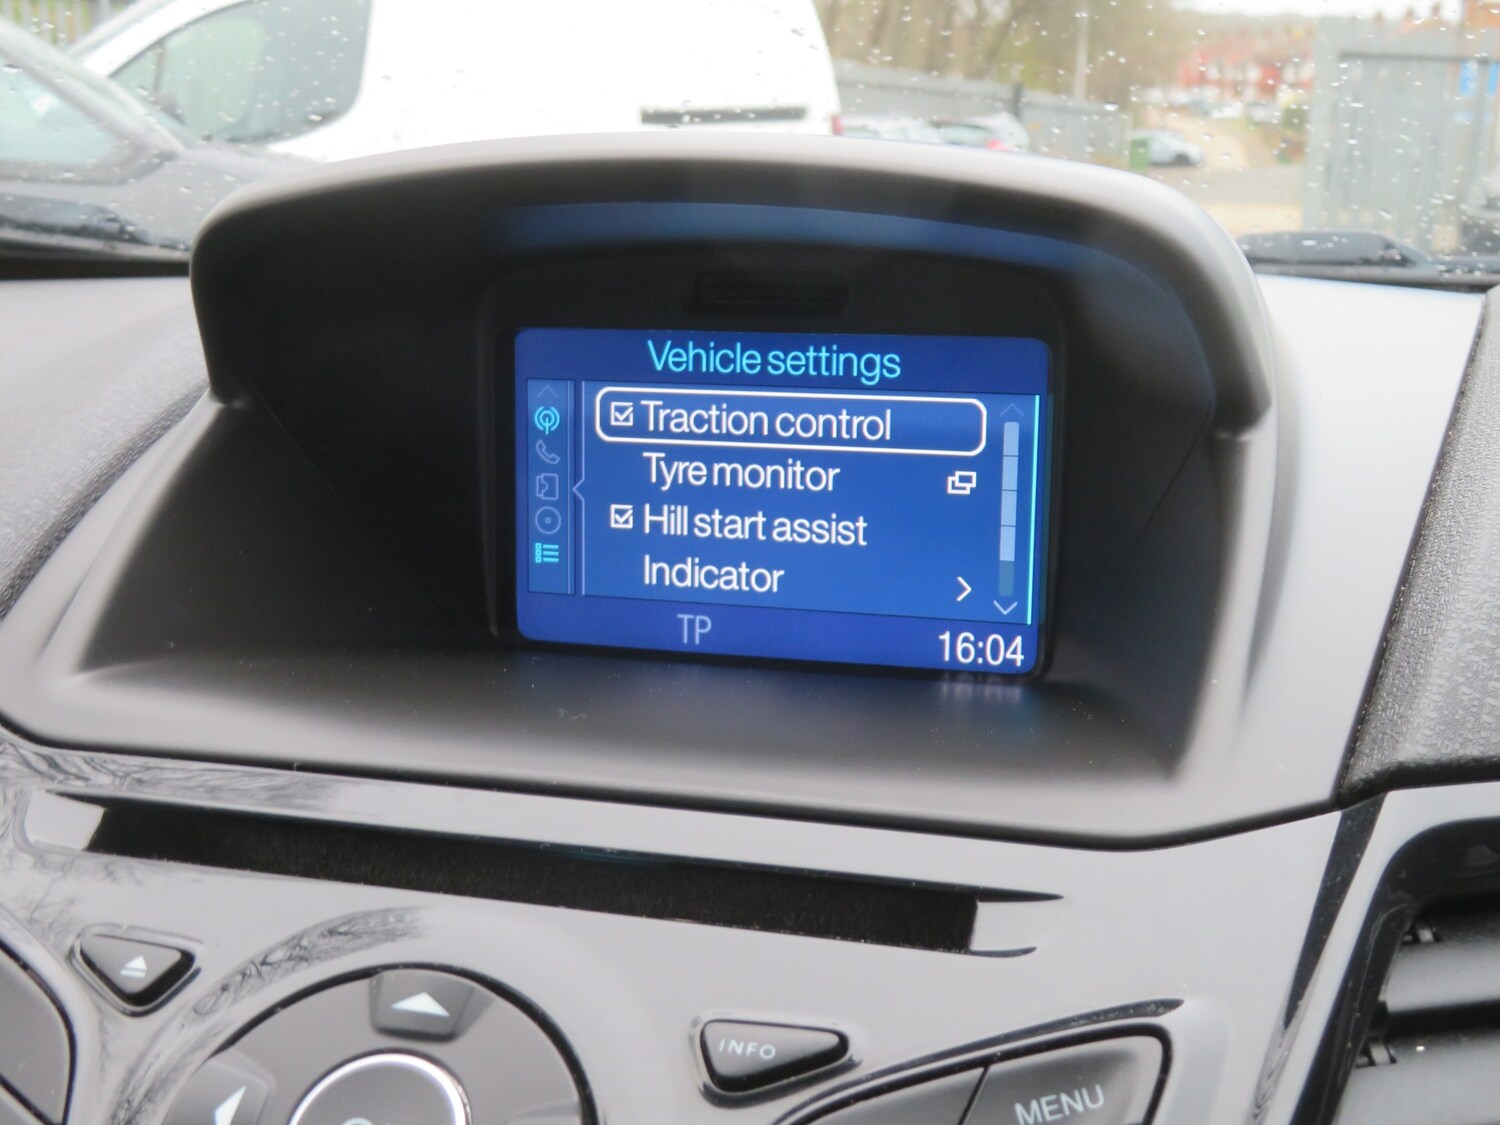 Vehicle settings
Traction control
Tyre monitor
Hill start assist
Indicator
TP
16:04
INFO
MENU